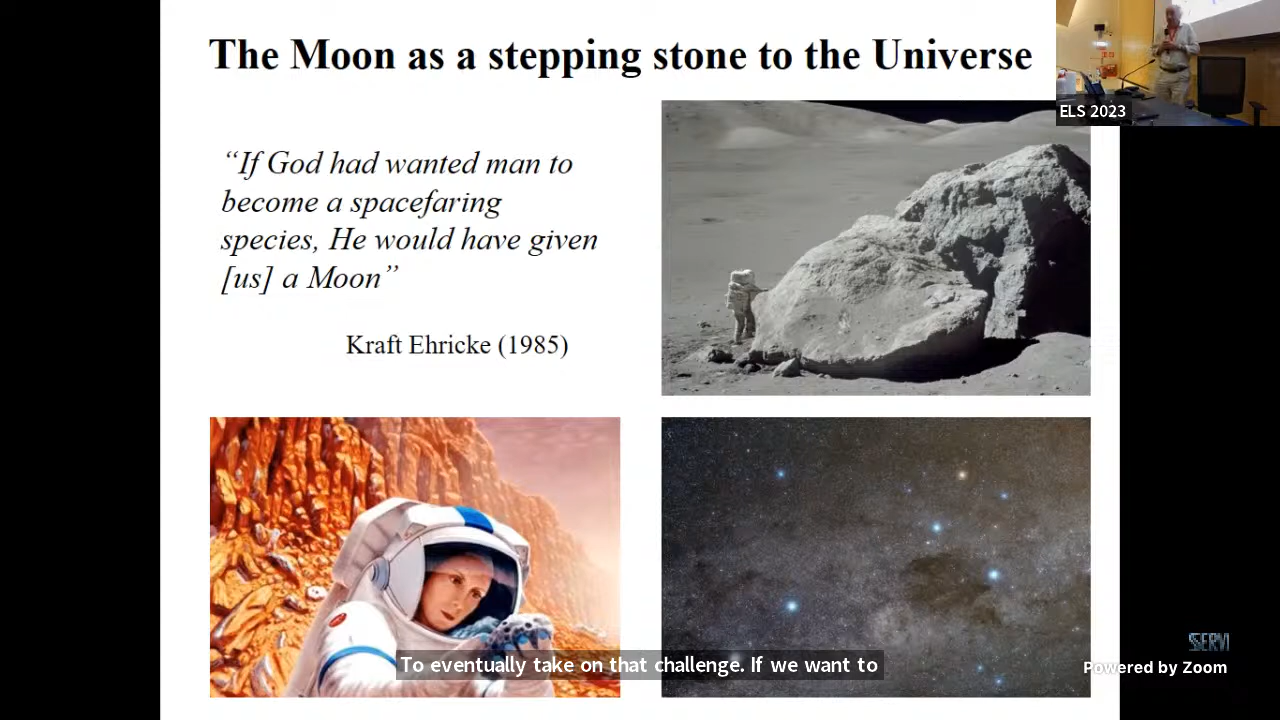 The Moon as a stepping stone to the Universe
ELS 2023
“If God had wanted man to
become a spacefaring
species, He would have given
[us] a Moon”
Kraft Ehricke (1985)
To eventually take on that challenge. If we want to
SERVI
Powered by Zoom